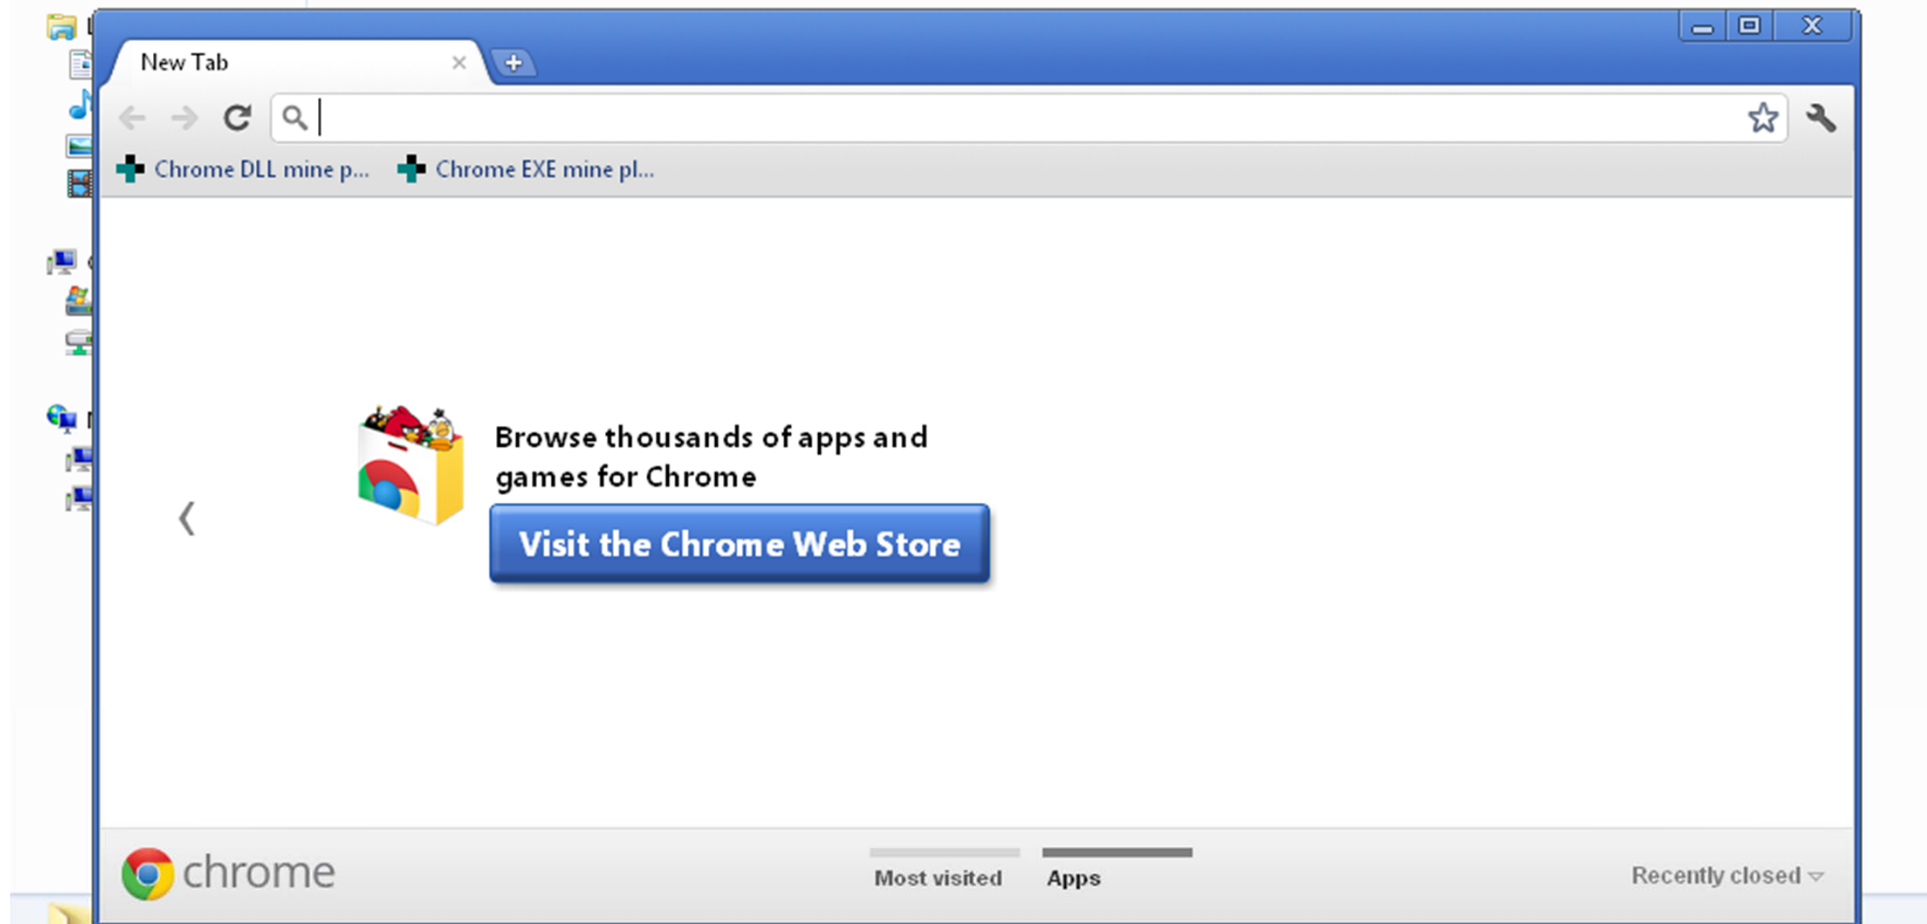 New Tab
Chrome DLL mine p...
Chrome EXE mine pl...
Browse thousands of apps and
games for Chrome
Visit the Chrome Web Store
chrome
Most visited
Apps
Recently closed